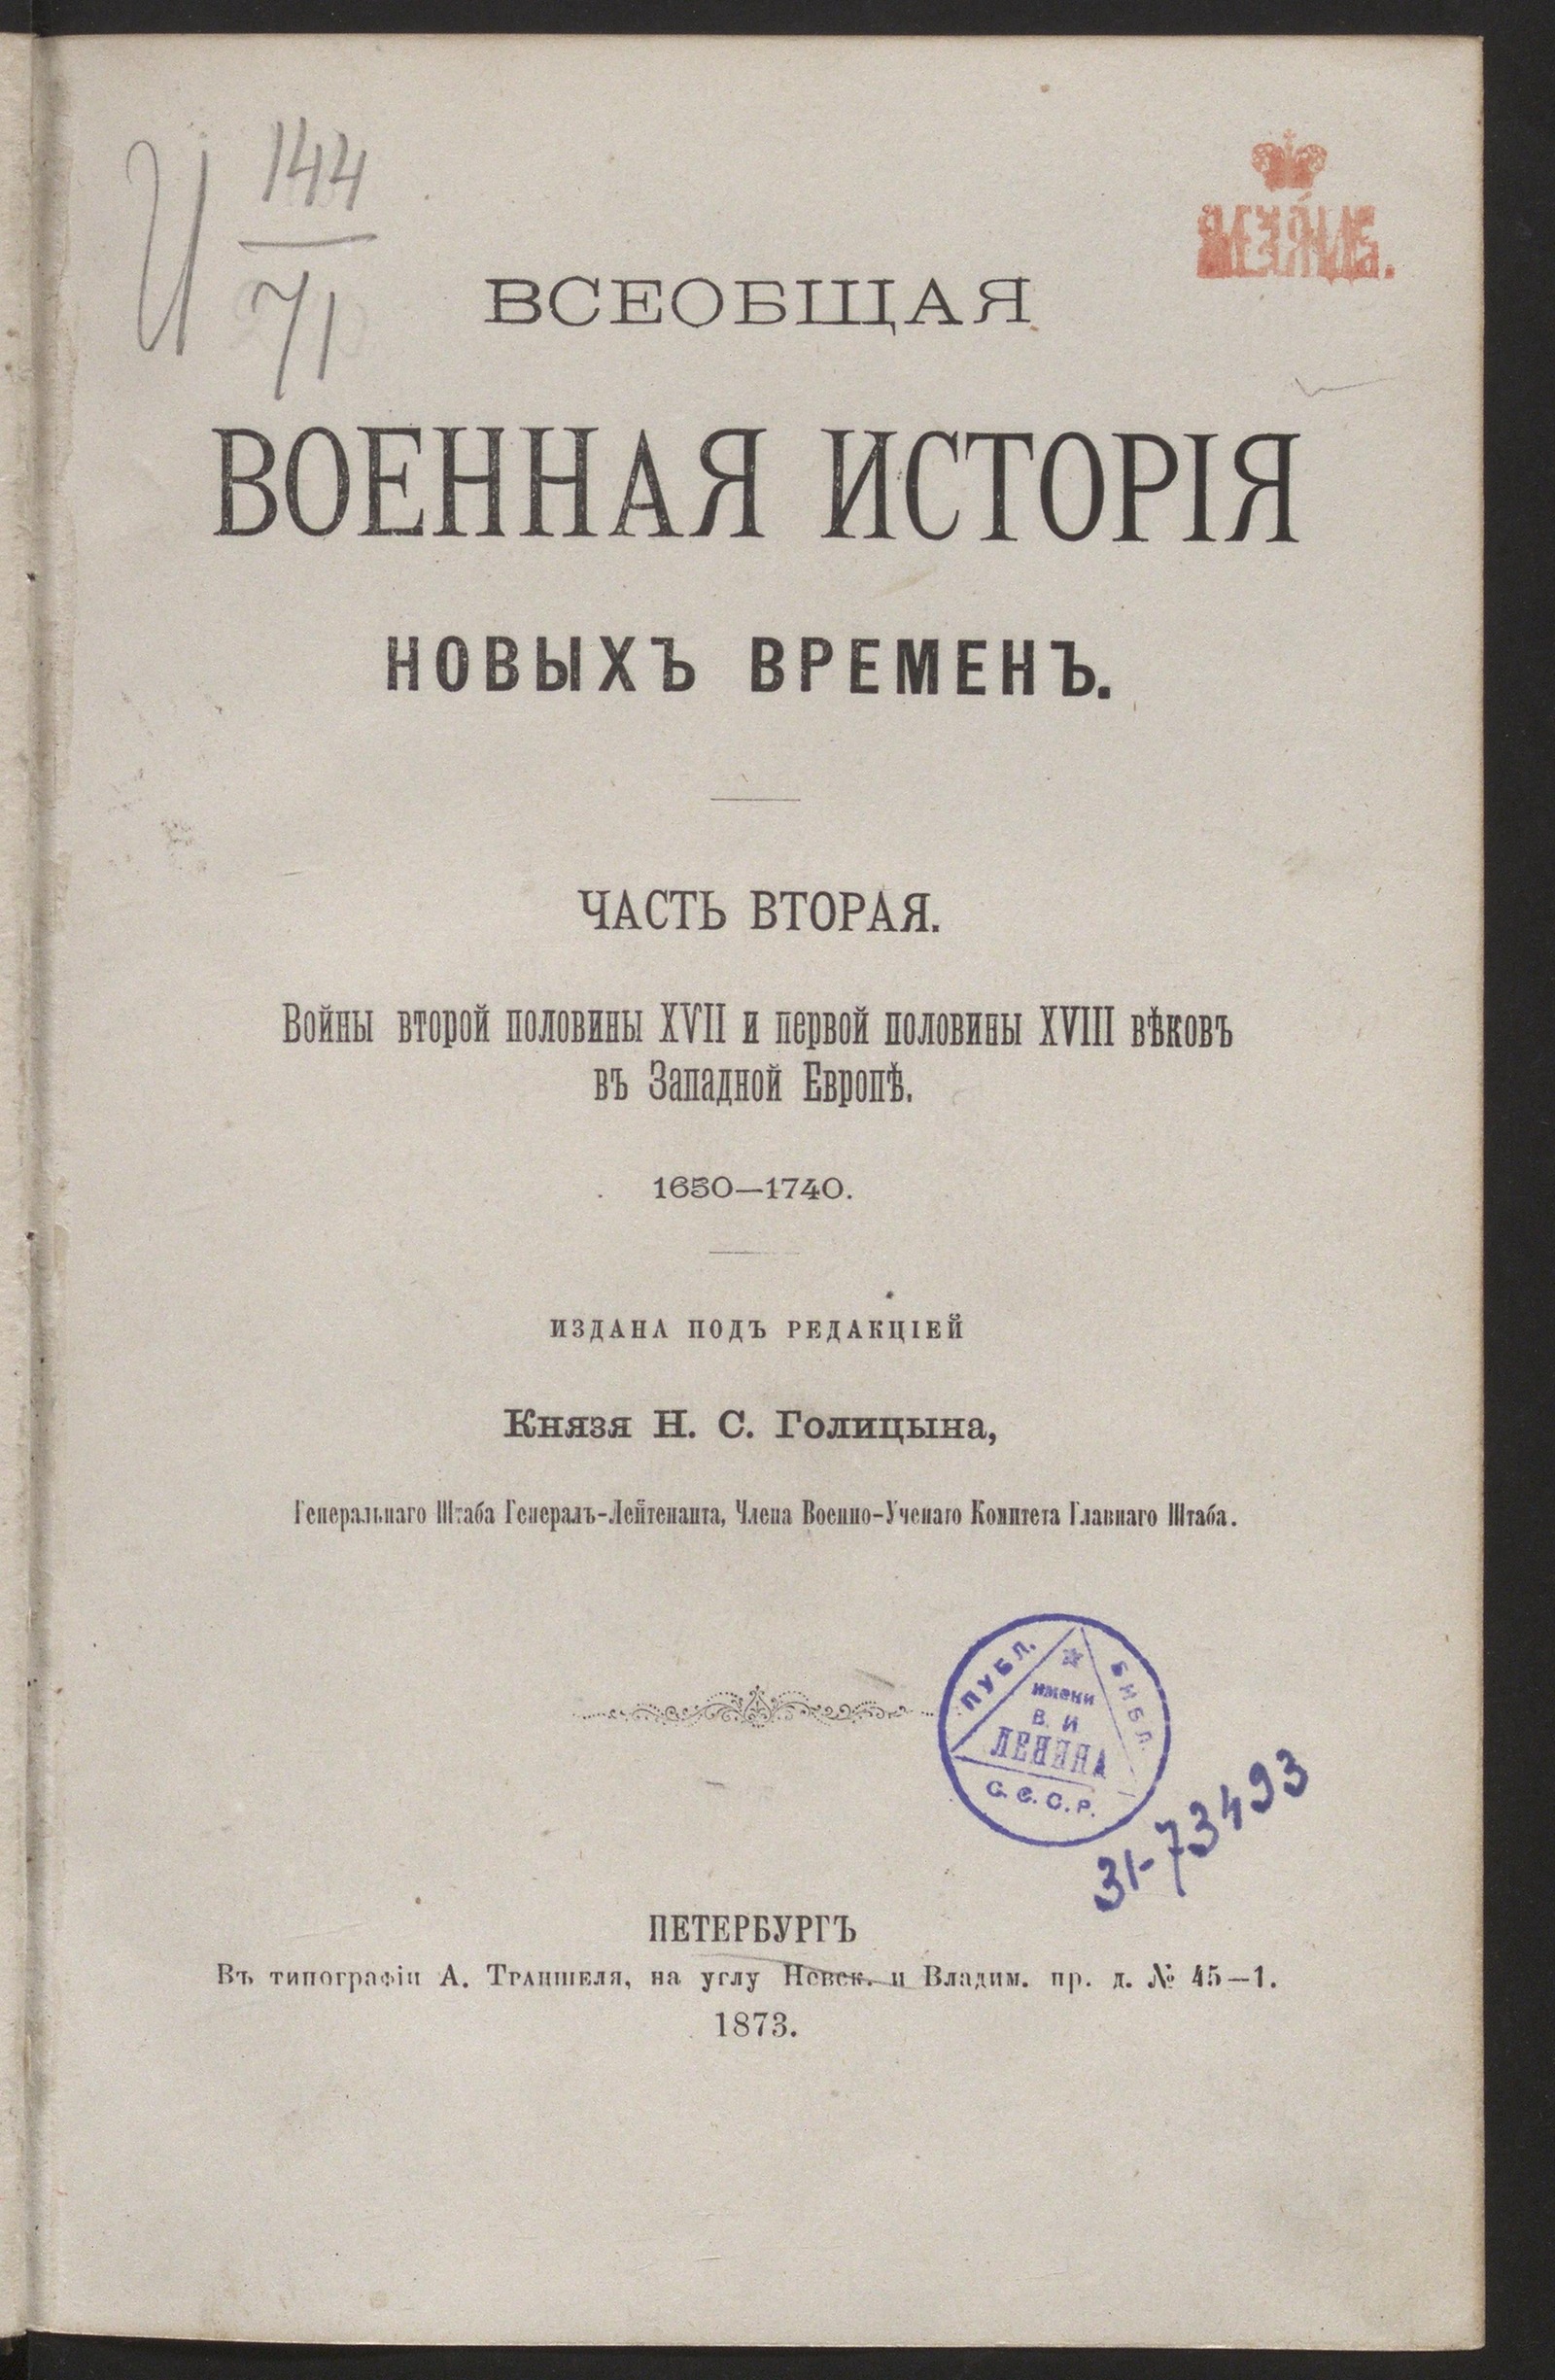 И 144
71
ВСЕОБЩАЯ
ВОЕННАЯ ИСТОРІЯ
НОВЫХЪ ВРЕМЕНЪ.
ЧАСТЬ ВТОРАЯ.
Войны второй половины XVII и первой половины XVIII вѣковъ
въ Западной Европѣ.
1650—1740.
ИЗДАНА ПОДЪ РЕДАКЦІЕЙ
Князя Н. С. Голицына,
Генеральнаго Штаба Генералъ-Лейтенанта, Члена Военно-Ученаго Комитета Главнаго Штаба.
ПУБЛ. БИБЛ.
имени
В. И
ЛЕНИНА
С.С.С.Р.
31-73493
ПЕТЕРБУРГЪ
Въ типографіи А. Траншеля, на углу Невск. и Владим. пр. д. № 45—1.
1873.